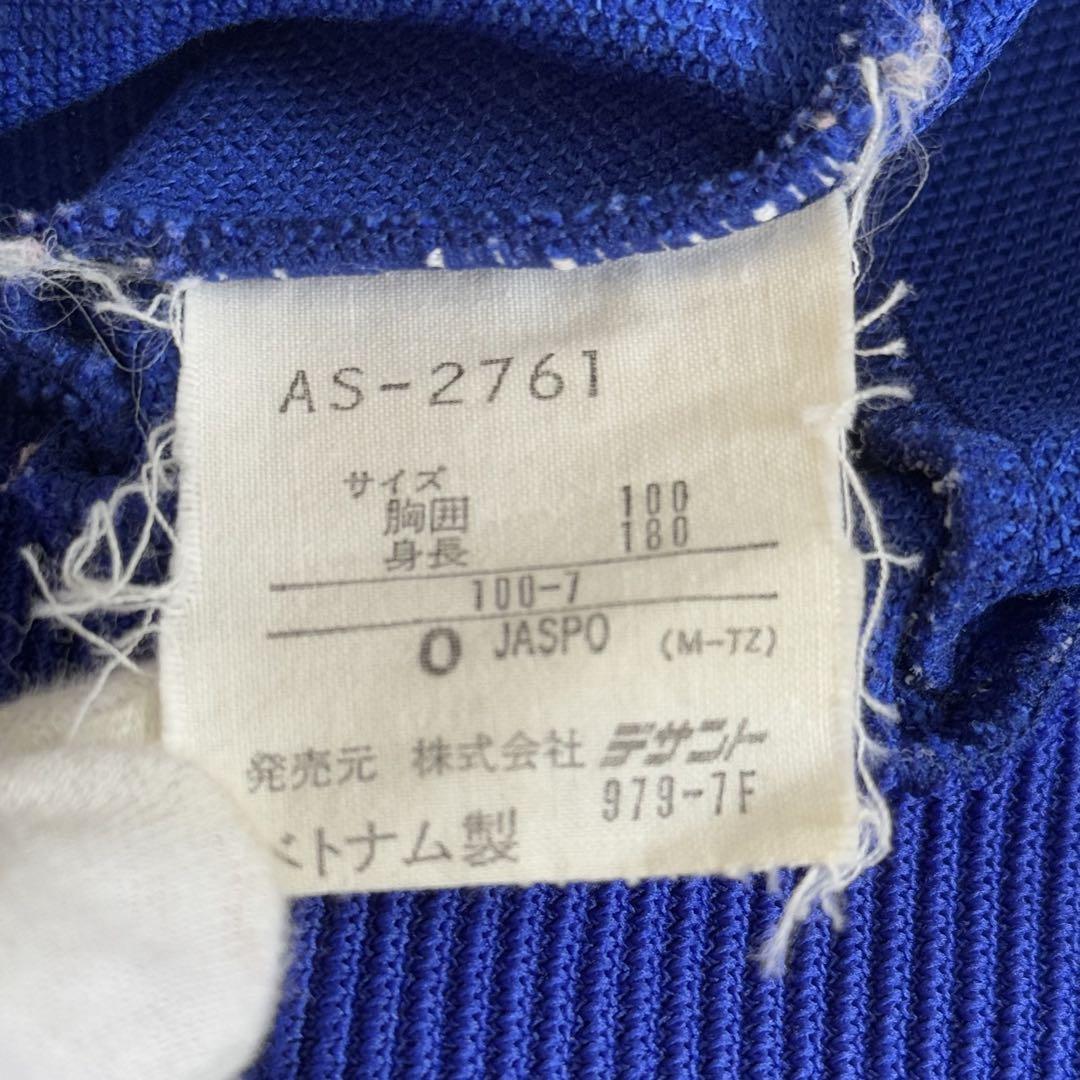 AS-2761
サイズ
胸囲 100
身長 180
100-7
O JASPO (M-TZ)
発売元 株式会社 デサント
979-7F
ベトナム製